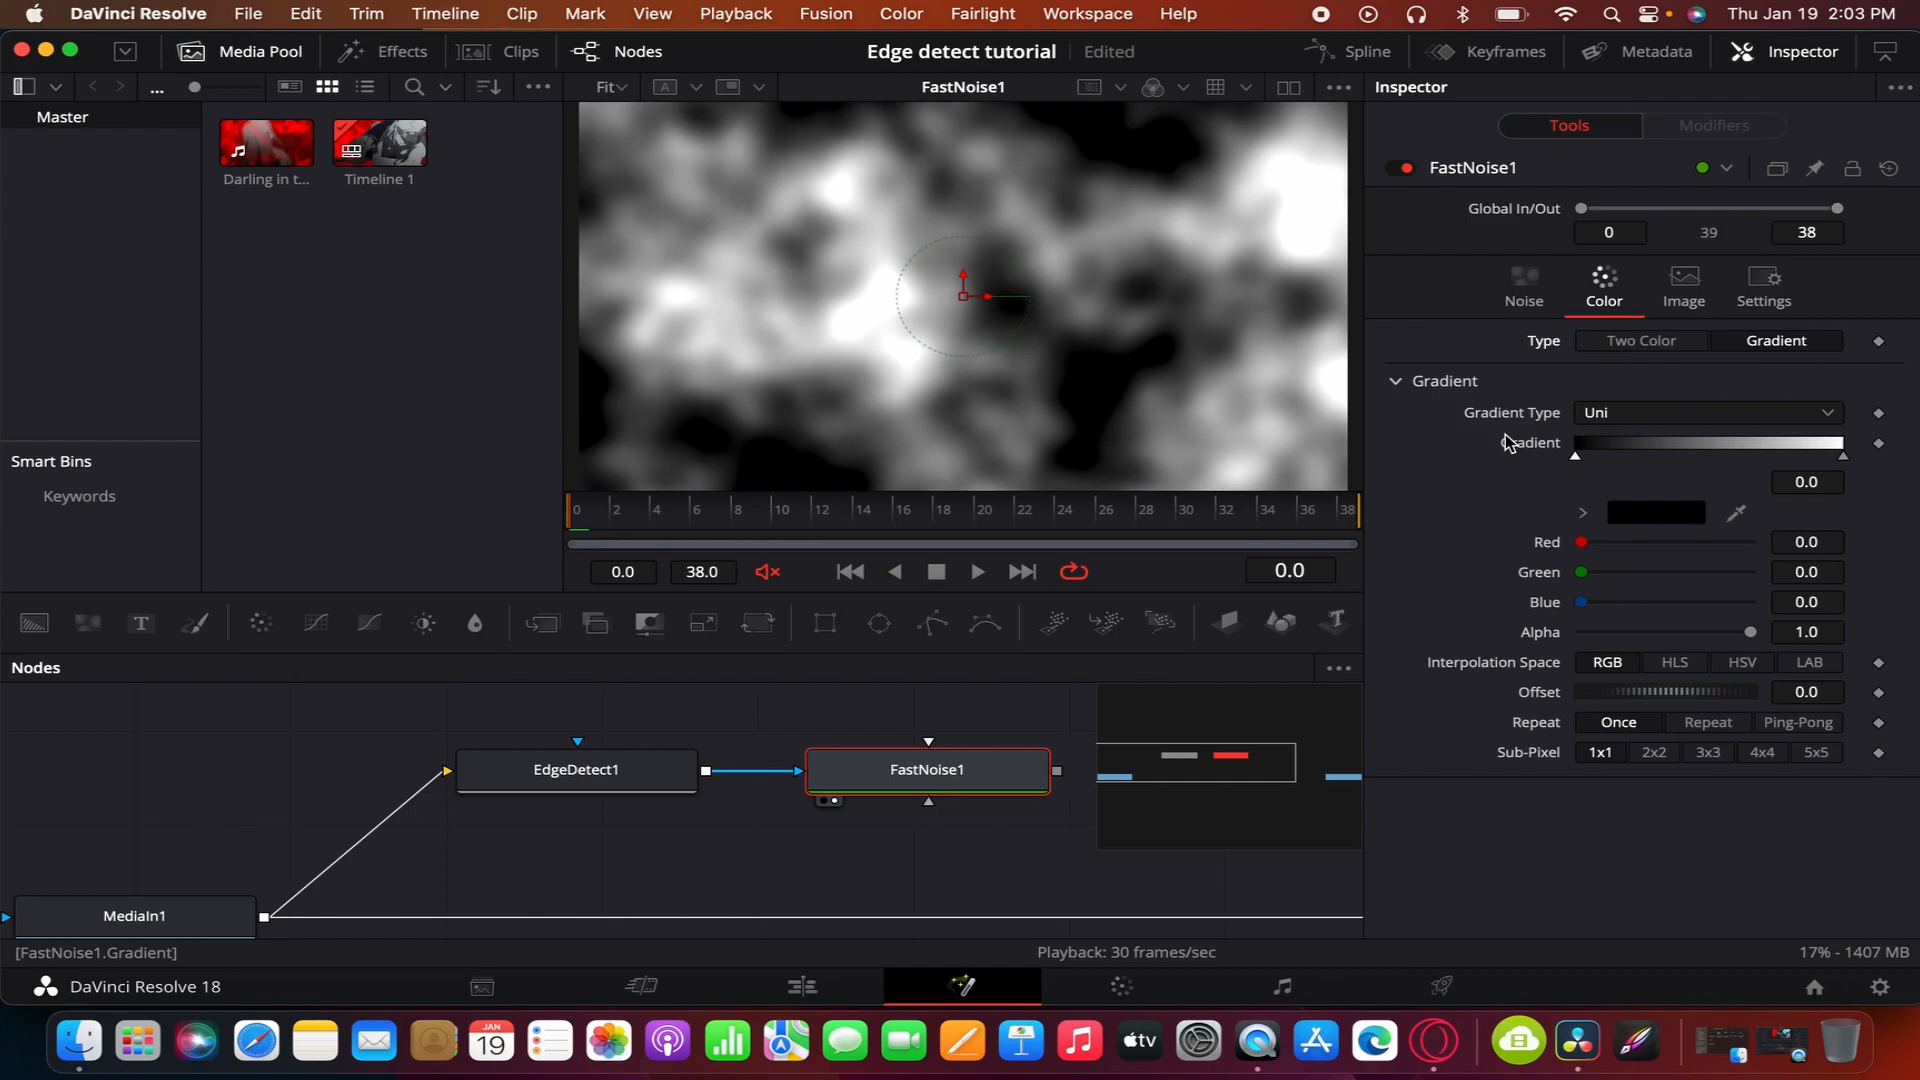 DaVinci Resolve File Edit Trim Timeline Clip Mark View Playback Fusion Color Fairlight Workspace Help Thu Jan 19 2:03 PM
Media Pool Effects Clips Nodes Edge detect tutorial Edited Spline Keyframes Metadata Inspector
... Fit A FastNoise1 Inspector
Master
Darling in t... Timeline 1
Tools Modifiers
FastNoise1
Global In/Out
0 39 38
Noise Color Image Settings
Type Two Color Gradient
Gradient
Gradient Type Uni
adient
0.0
Red 0.0
Green 0.0
Blue 0.0
Alpha 1.0
Interpolation Space RGB HLS HSV LAB
Offset 0.0
Repeat Once Repeat Ping-Pong
Sub-Pixel 1x1 2x2 3x3 4x4 5x5
Smart Bins
Keywords
0 2 4 6 8 10 12 14 16 18 20 22 24 26 28 30 32 34 36 38
0.0 38.0 0.0
T T
Nodes
EdgeDetect1 FastNoise1
MediaIn1
[FastNoise1.Gradient] Playback: 30 frames/sec 17% - 1407 MB
DaVinci Resolve 18
JAN
19
tv